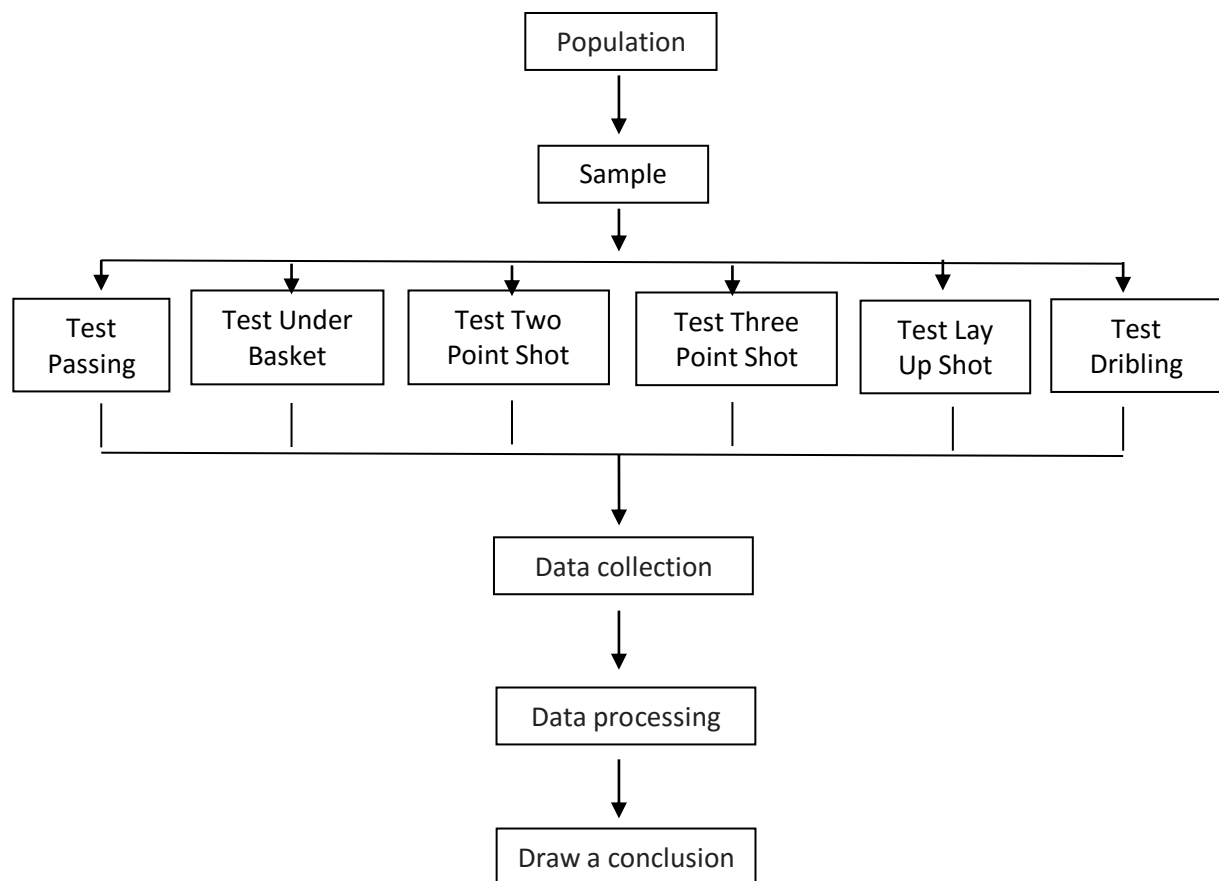 Population
Sample
Test
Passing
Test Under
Basket
Test Two
Point Shot
Test Three
Point Shot
Test Lay
Up Shot
Test
Dribling
Data collection
Data processing
Draw a conclusion